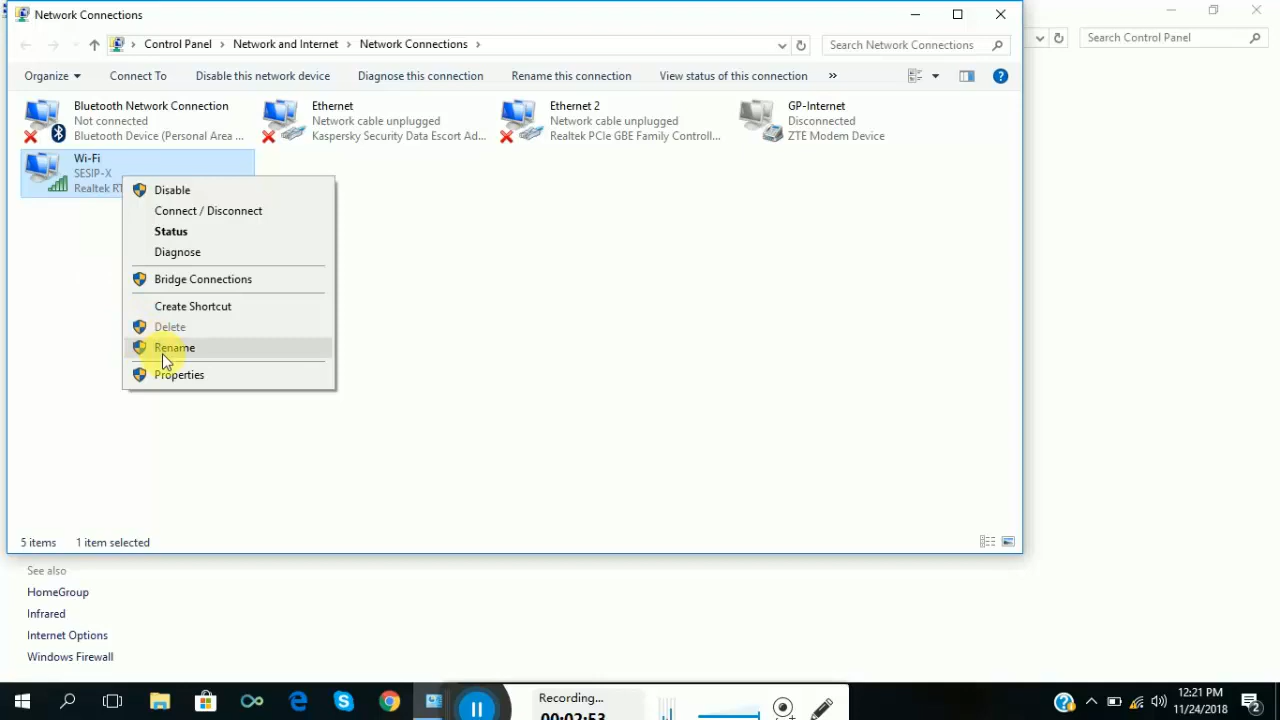 Network Connections
Control Panel
Network and Internet
Network Connections
Search Network Connections
Search Control Panel
Organize
Connect To
Disable this network device
Diagnose this connection
Rename this connection
View status of this connection
»
Bluetooth Network Connection
Not connected
Bluetooth Device (Personal Area ...
Ethernet
Network cable unplugged
Kaspersky Security Data Escort Ad...
Ethernet 2
Network cable unplugged
Realtek PCIe GBE Family Controll...
GP-Internet
Disconnected
ZTE Modem Device
Wi-Fi
SESIP-X
Realtek
Disable
Connect / Disconnect
Status
Diagnose
Bridge Connections
Create Shortcut
Delete
Rename
Properties
5 items
1 item selected
See also
HomeGroup
Infrared
Internet Options
Windows Firewall
Recording...
00:02:53
12:21 PM
11/24/2018
2